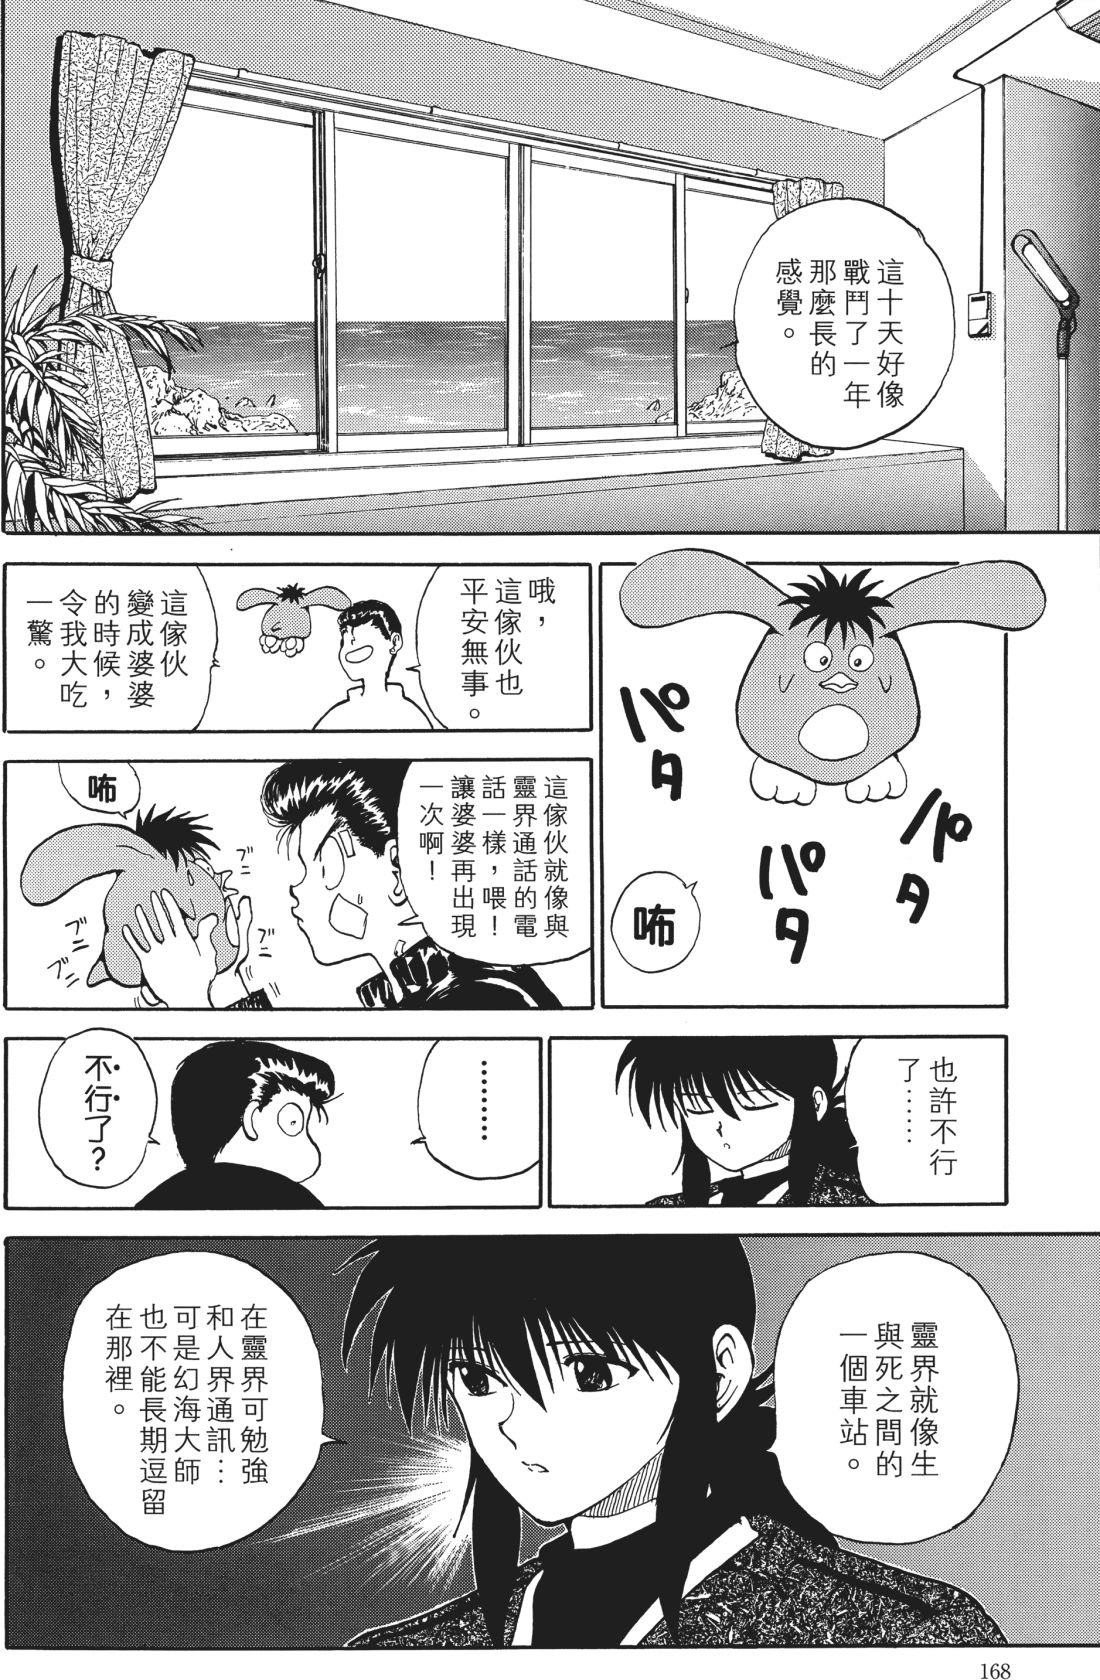 這十天好像
戰鬥了一年
那麼長的
感覺。
パタ
パタ
パタ
咘
哦，
這傢伙也
平安無事。
這傢伙
變成婆婆
的時候，
令我大吃
一驚。
這傢伙就像與
靈界通話的電
話一樣，喂！
讓婆婆再出現
一次啊！
咘
ブニ
ブニ
ブニ
ブニ
也許不行
了……
………
不行了？
靈界就像生
與死之間的
一個車站。
在靈界可勉強
和人界通訊…
可是幻海大師
也不能長期逗留
在那裡。
168